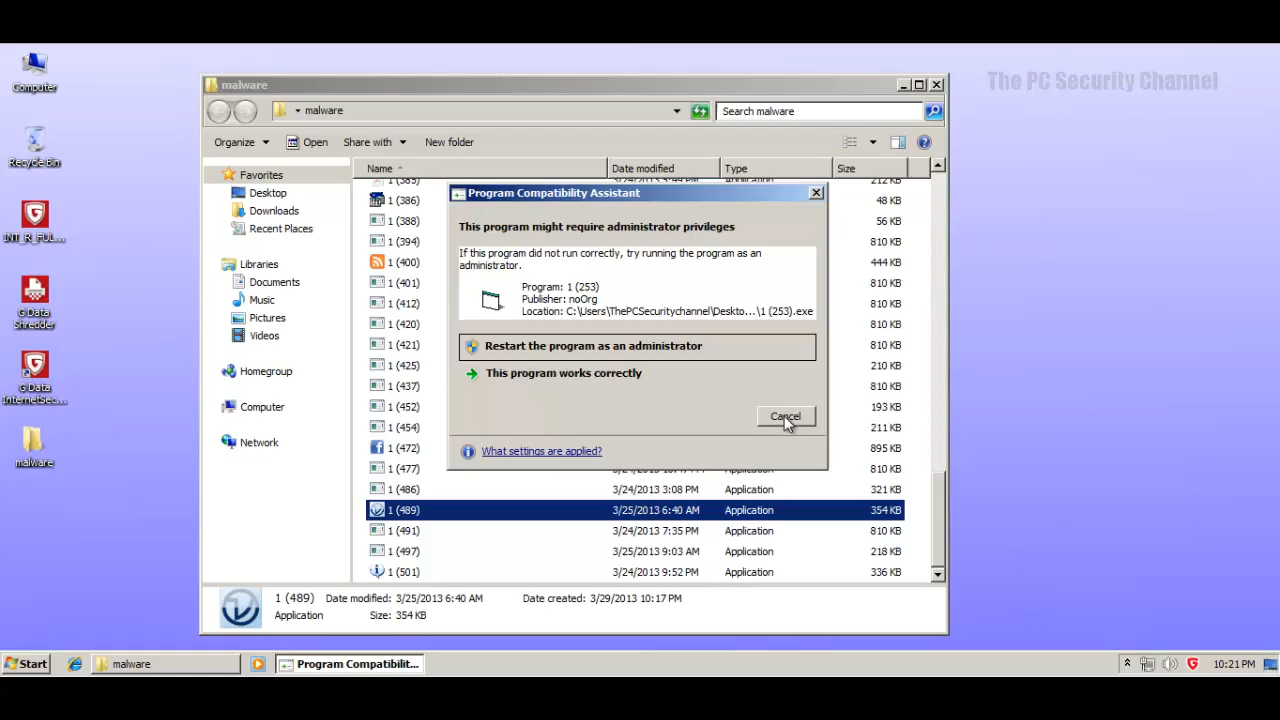 The PC Security Channel
Computer
Recycle Bin
INT_R_FUL...
G Data
Shredder
G Data
InternetSec...
malware
malware
malware
Search malware
Organize
Open
Share with
New folder
Favorites
Desktop
Downloads
Recent Places
Libraries
Documents
Music
Pictures
Videos
Homegroup
Computer
Network
Name Date modified Type Size
1 (385) 212 KB
1 (386) 48 KB
1 (388) 56 KB
1 (394) 810 KB
1 (400) 444 KB
1 (401) 810 KB
1 (412) 810 KB
1 (420) 810 KB
1 (421) 810 KB
1 (425) 210 KB
1 (437) 810 KB
1 (452) 193 KB
1 (454) 211 KB
1 (472) 895 KB
1 (477) 810 KB
1 (486) 3/24/2013 3:08 PM Application 321 KB
1 (489) 3/25/2013 6:40 AM Application 354 KB
1 (491) 3/24/2013 7:35 PM Application 810 KB
1 (497) 3/25/2013 9:03 AM Application 218 KB
1 (501) 3/24/2013 9:52 PM Application 336 KB
Program Compatibility Assistant
This program might require administrator privileges
If this program did not run correctly, try running the program as an
administrator.
Program: 1 (253)
Publisher: noOrg
Location: C:\Users\ThePCSecuritychannel\Deskto...\1 (253).exe
Restart the program as an administrator
This program works correctly
Cancel
What settings are applied?
1 (489) Date modified: 3/25/2013 6:40 AM Date created: 3/29/2013 10:17 PM
Application Size: 354 KB
Start
malware
Program Compatibilit...
10:21 PM